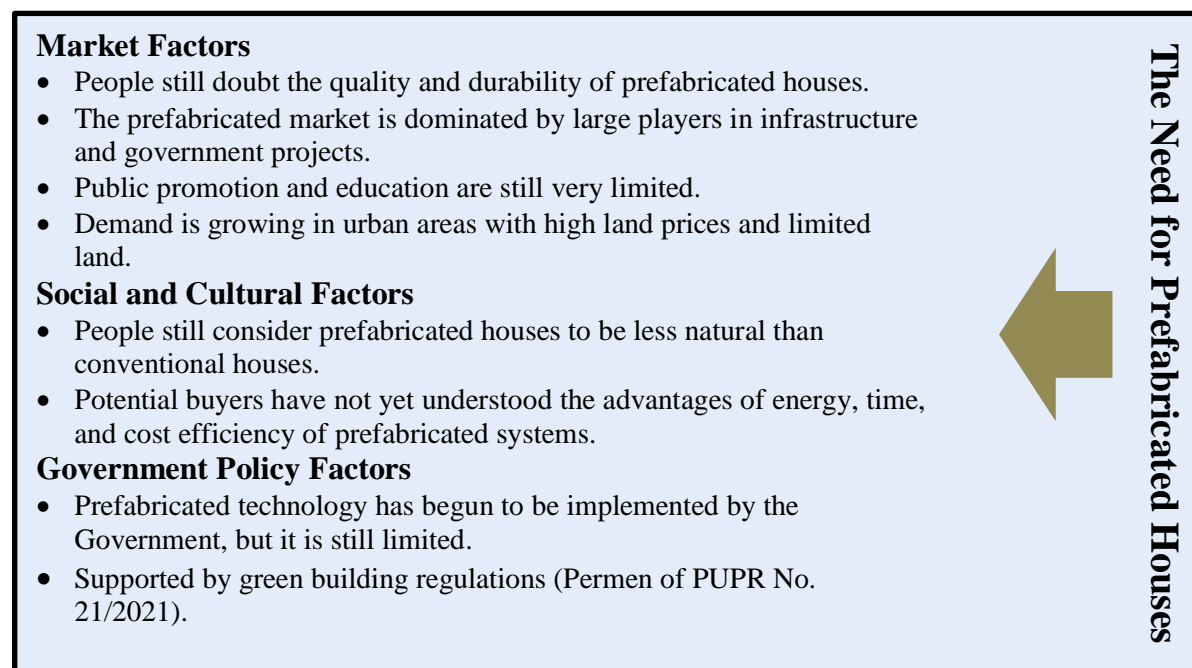 Market Factors
• People still doubt the quality and durability of prefabricated houses.
• The prefabricated market is dominated by large players in infrastructure
and government projects.
• Public promotion and education are still very limited.
• Demand is growing in urban areas with high land prices and limited
land.
Social and Cultural Factors
• People still consider prefabricated houses to be less natural than
conventional houses.
• Potential buyers have not yet understood the advantages of energy, time,
and cost efficiency of prefabricated systems.
Government Policy Factors
• Prefabricated technology has begun to be implemented by the
Government, but it is still limited.
• Supported by green building regulations (Permen of PUPR No.
21/2021).
The Need for Prefabricated Houses